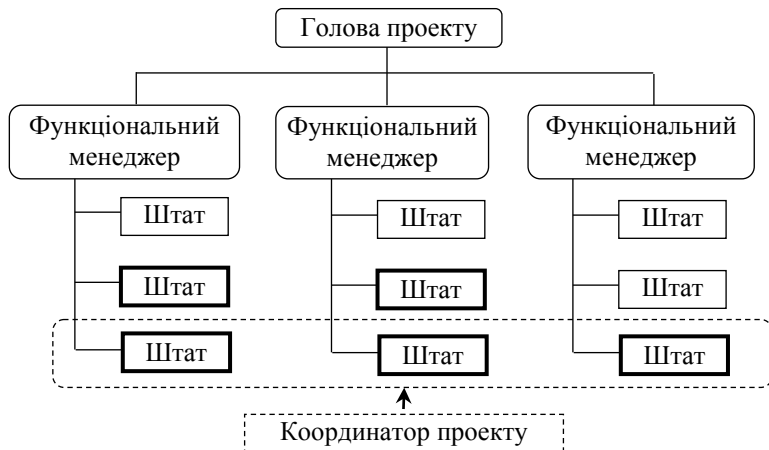 Голова проекту
Функціональний
менеджер
Функціональний
менеджер
Функціональний
менеджер
Штат
Штат
Штат
Штат
Штат
Штат
Штат
Штат
Штат
Координатор проекту